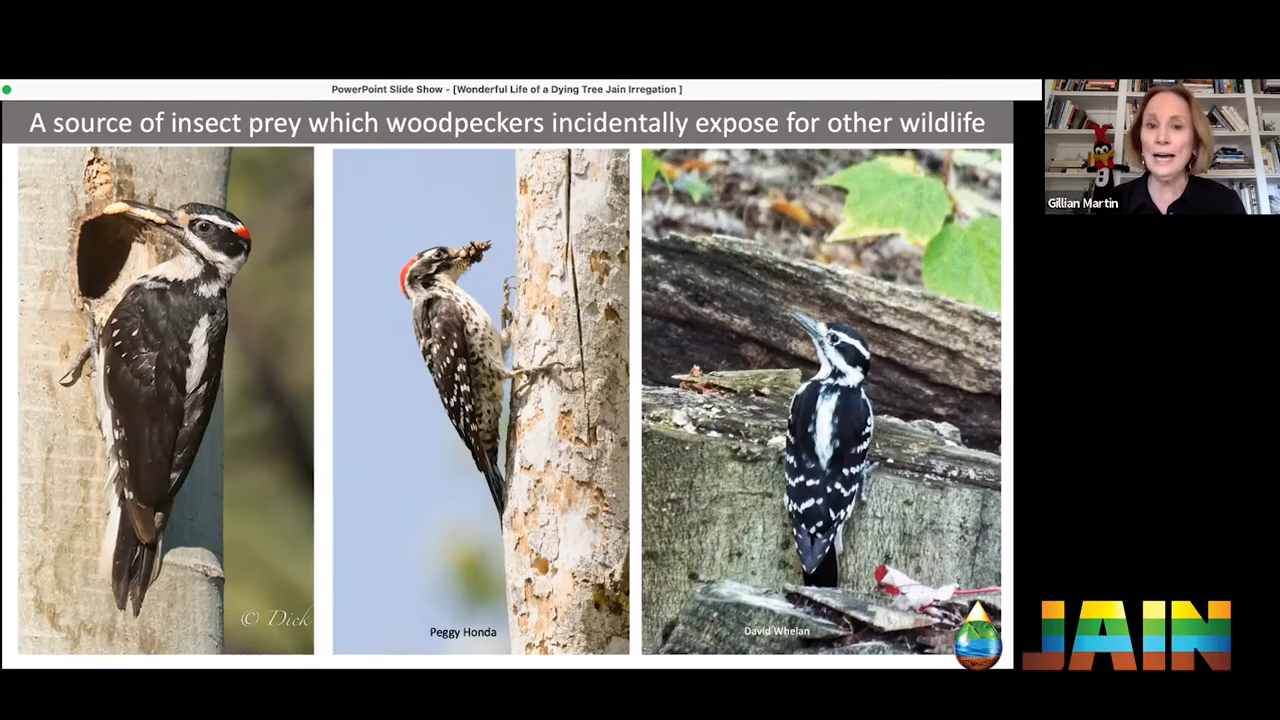 PowerPoint Slide Show - [Wonderful Life of a Dying Tree Jain Irregation ]
A source of insect prey which woodpeckers incidentally expose for other wildlife
Gillian Martin
© Dick
Peggy Honda
David Whelan
JAIN